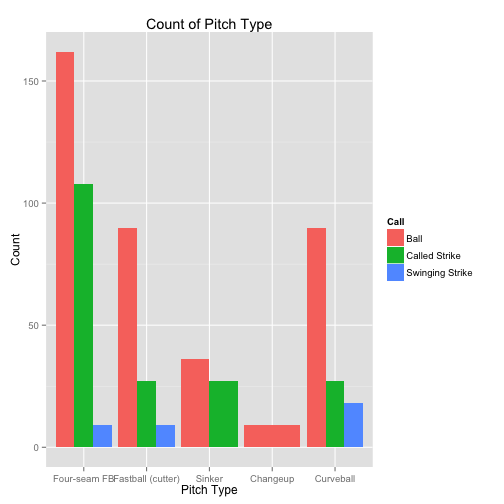 Count of Pitch Type
150
100
50
0
Count
Four-seam FB Fastball (cutter) Sinker Changeup Curveball
Pitch Type
Call
Ball
Called Strike
Swinging Strike